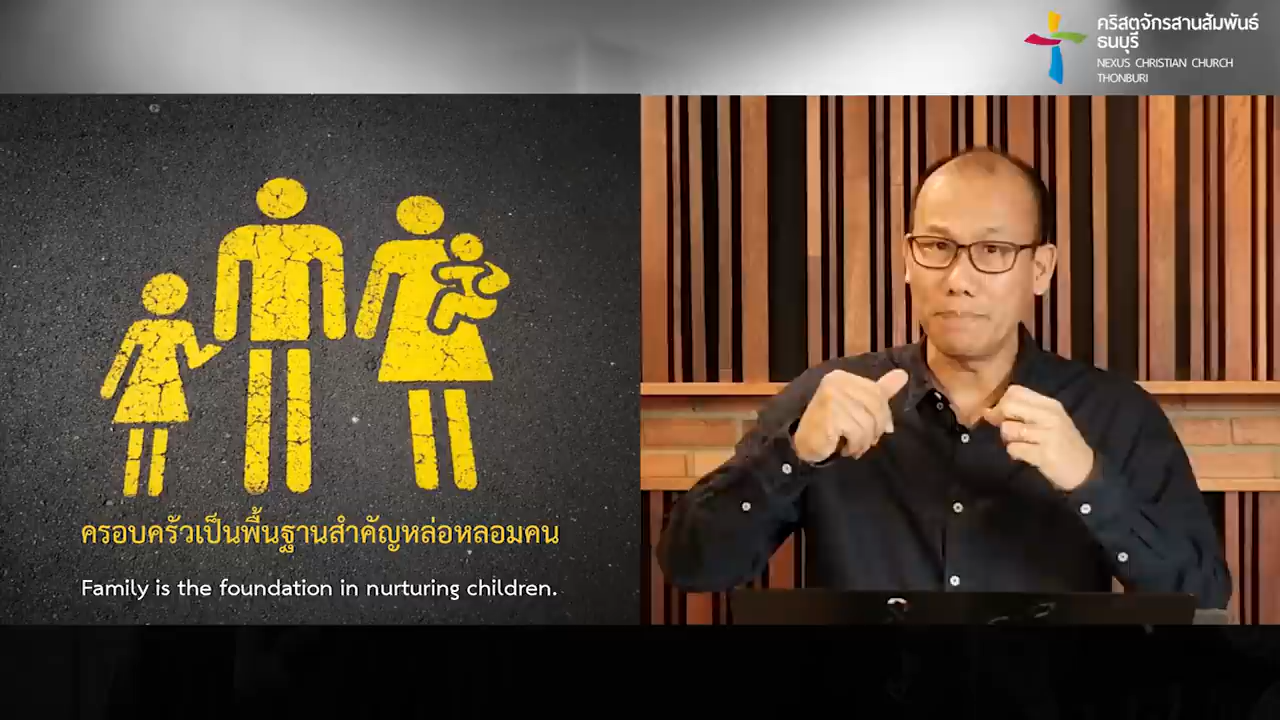 คริสตจักรสานสัมพันธ์
ธนบุรี
NEXUS CHRISTIAN CHURCH
THONBURI
ครอบครัวเป็นพื้นฐานสำคัญหล่อหลอมคน
Family is the foundation in nurturing children.